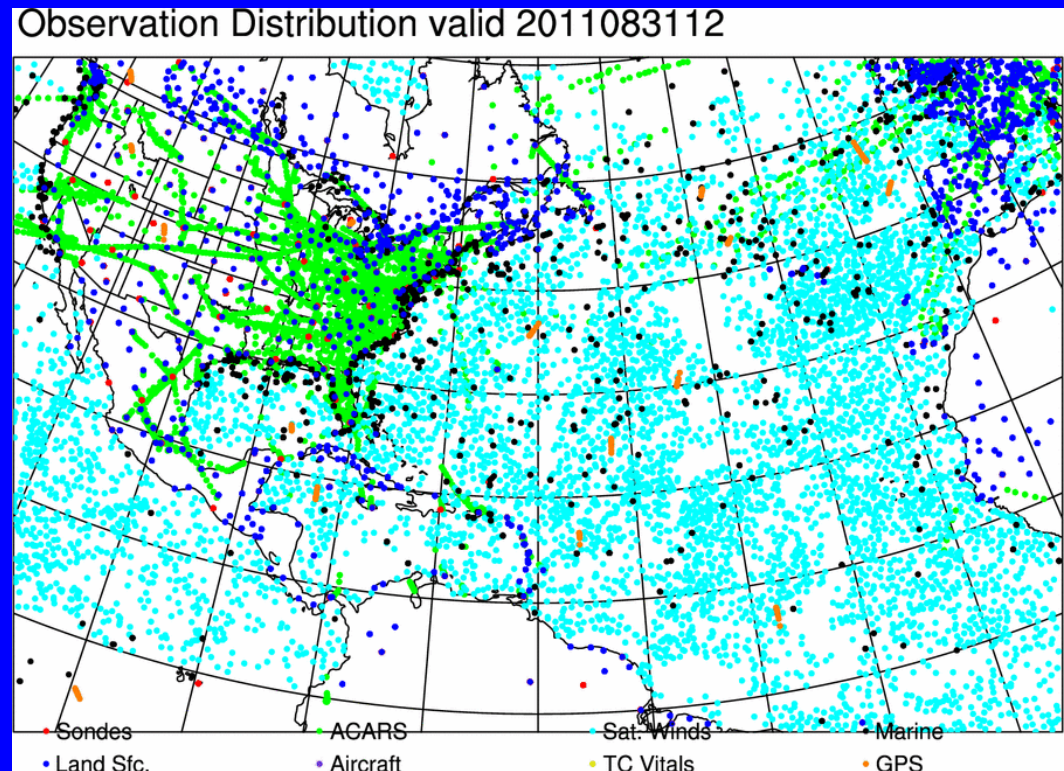 Observation Distribution valid 2011083112
Sondes ACARS Sat. Winds Marine
Land Sfc. Aircraft TC Vitals GPS